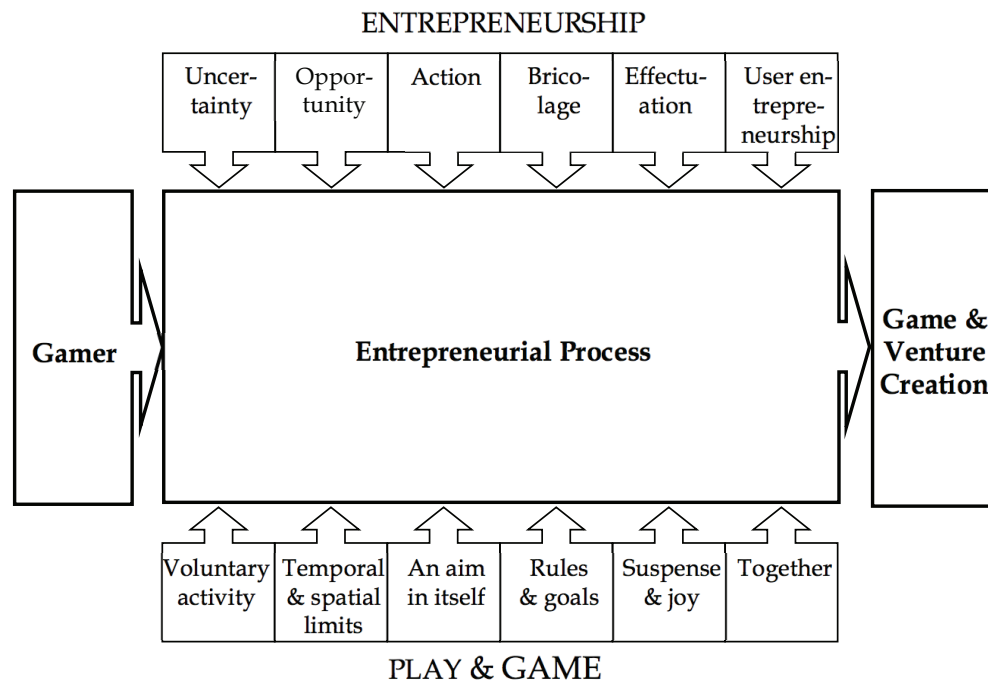 ENTREPRENEURSHIP
Uncer-
tainty
Oppor-
tunity
Action
Brico-
lage
Effectu-
ation
User en-
trepre-
neurship
Gamer
Entrepreneurial Process
Game &
Venture
Creation
Voluntary
activity
Temporal
& spatial
limits
An aim
in itself
Rules
& goals
Suspense
& joy
Together
PLAY & GAME